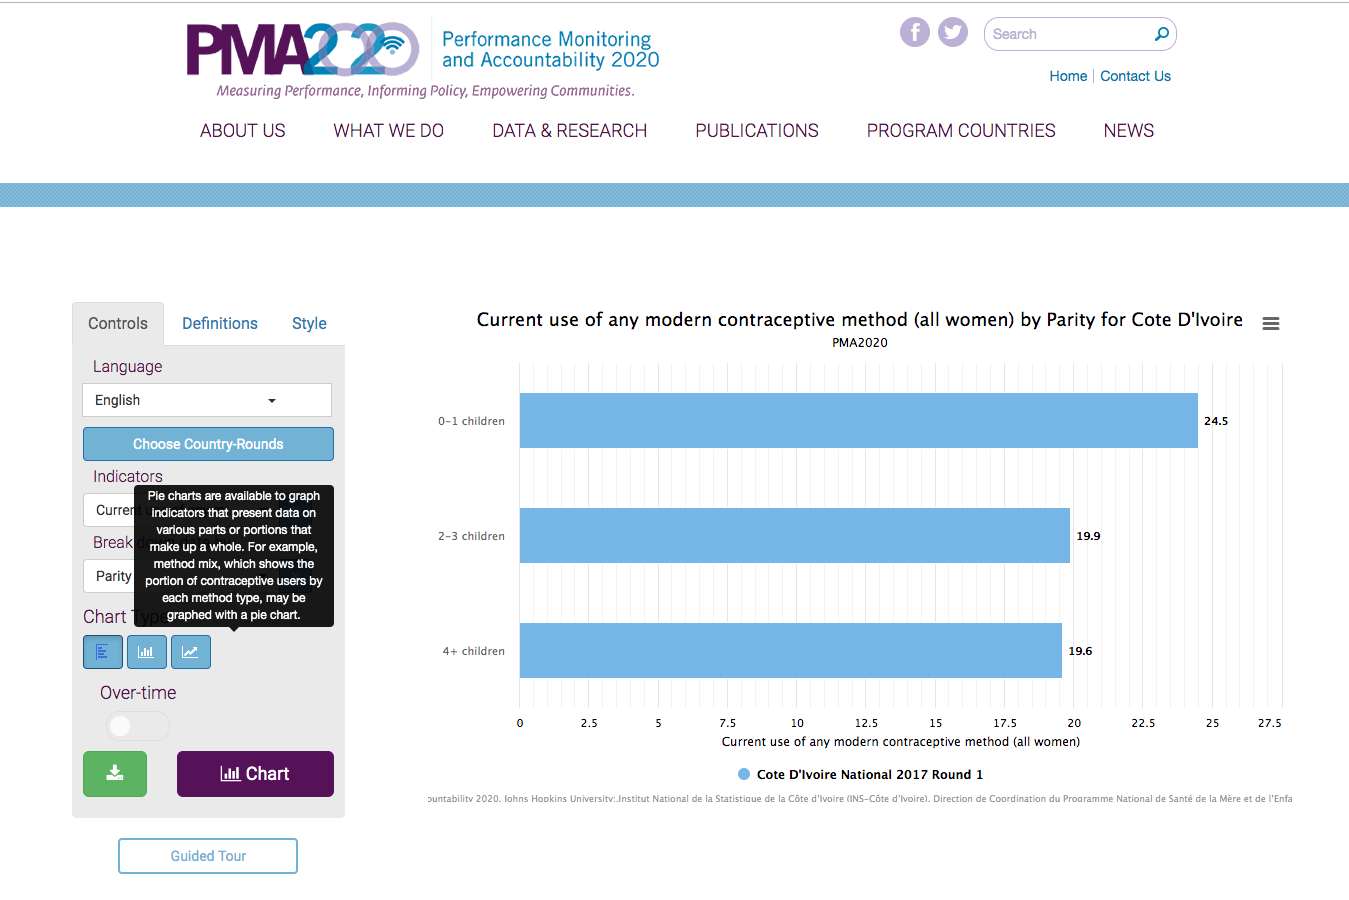 PMA2020
Performance Monitoring
and Accountability 2020
Measuring Performance, Informing Policy, Empowering Communities.
Search
Home
Contact Us
ABOUT US
WHAT WE DO
DATA & RESEARCH
PUBLICATIONS
PROGRAM COUNTRIES
NEWS
Controls
Definitions
Style
Language
English
Choose Country-Rounds
Indicators
Current
Break
Parity
Pie charts are available to graph
indicators that present data on
various parts or portions that
make up a whole. For example,
method mix, which shows the
portion of contraceptive users by
each method type, may be
graphed with a pie chart.
Chart Type
Over-time
Chart
Guided Tour
Current use of any modern contraceptive method (all women) by Parity for Cote D'Ivoire
PMA2020
0-1 children
24.5
2-3 children
19.9
4+ children
19.6
0 2.5 5 7.5 10 12.5 15 17.5 20 22.5 25 27.5
Current use of any modern contraceptive method (all women)
Cote D'Ivoire National 2017 Round 1
ountability 2020. Johns Hopkins University;.Institut National de la Statistique de la Côte d'Ivoire (INS-Côte d'Ivoire). Direction de Coordination du Programme National de Santé de la Mère et de l'Enfa